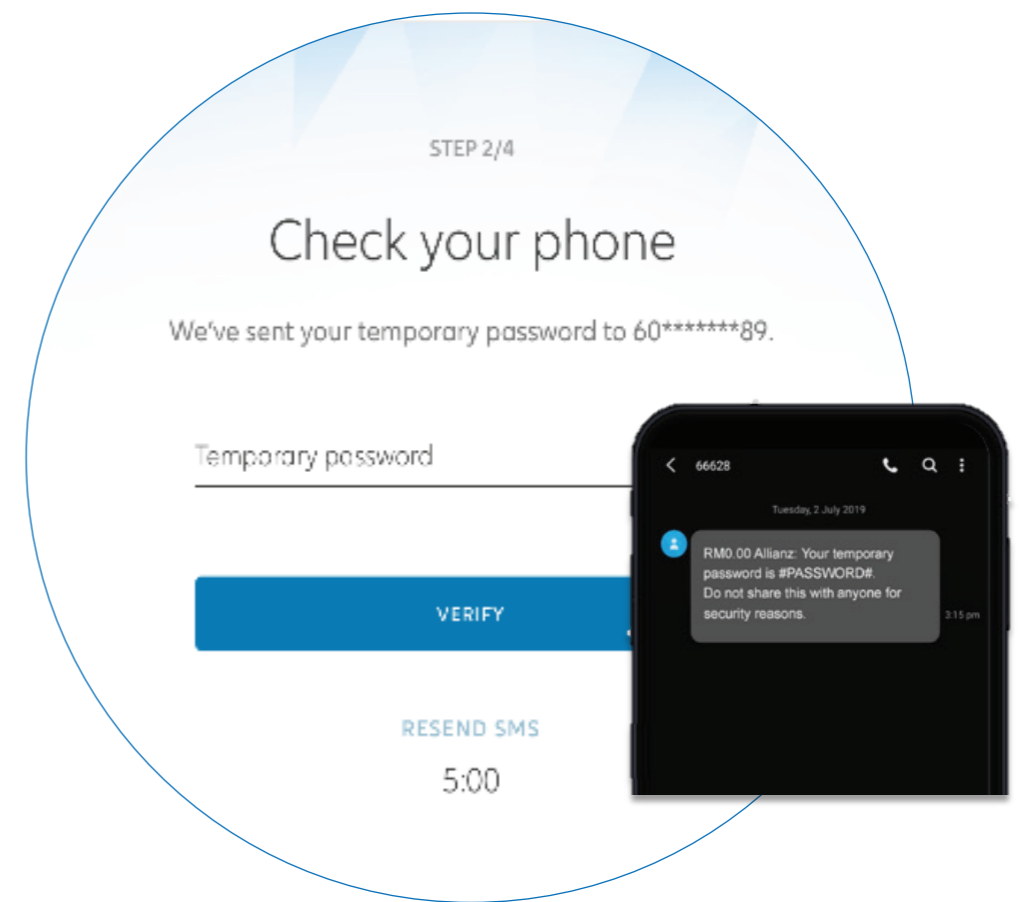 STEP 2/4
Check your phone
We've sent your temporary password to 60*******89.
Temporary password
VERIFY
RESEND SMS
5:00
66628
Tuesday, 2 July 2019
RM0.00 Allianz: Your temporary
password is #PASSWORD#.
Do not share this with anyone for
security reasons.
3:15 pm